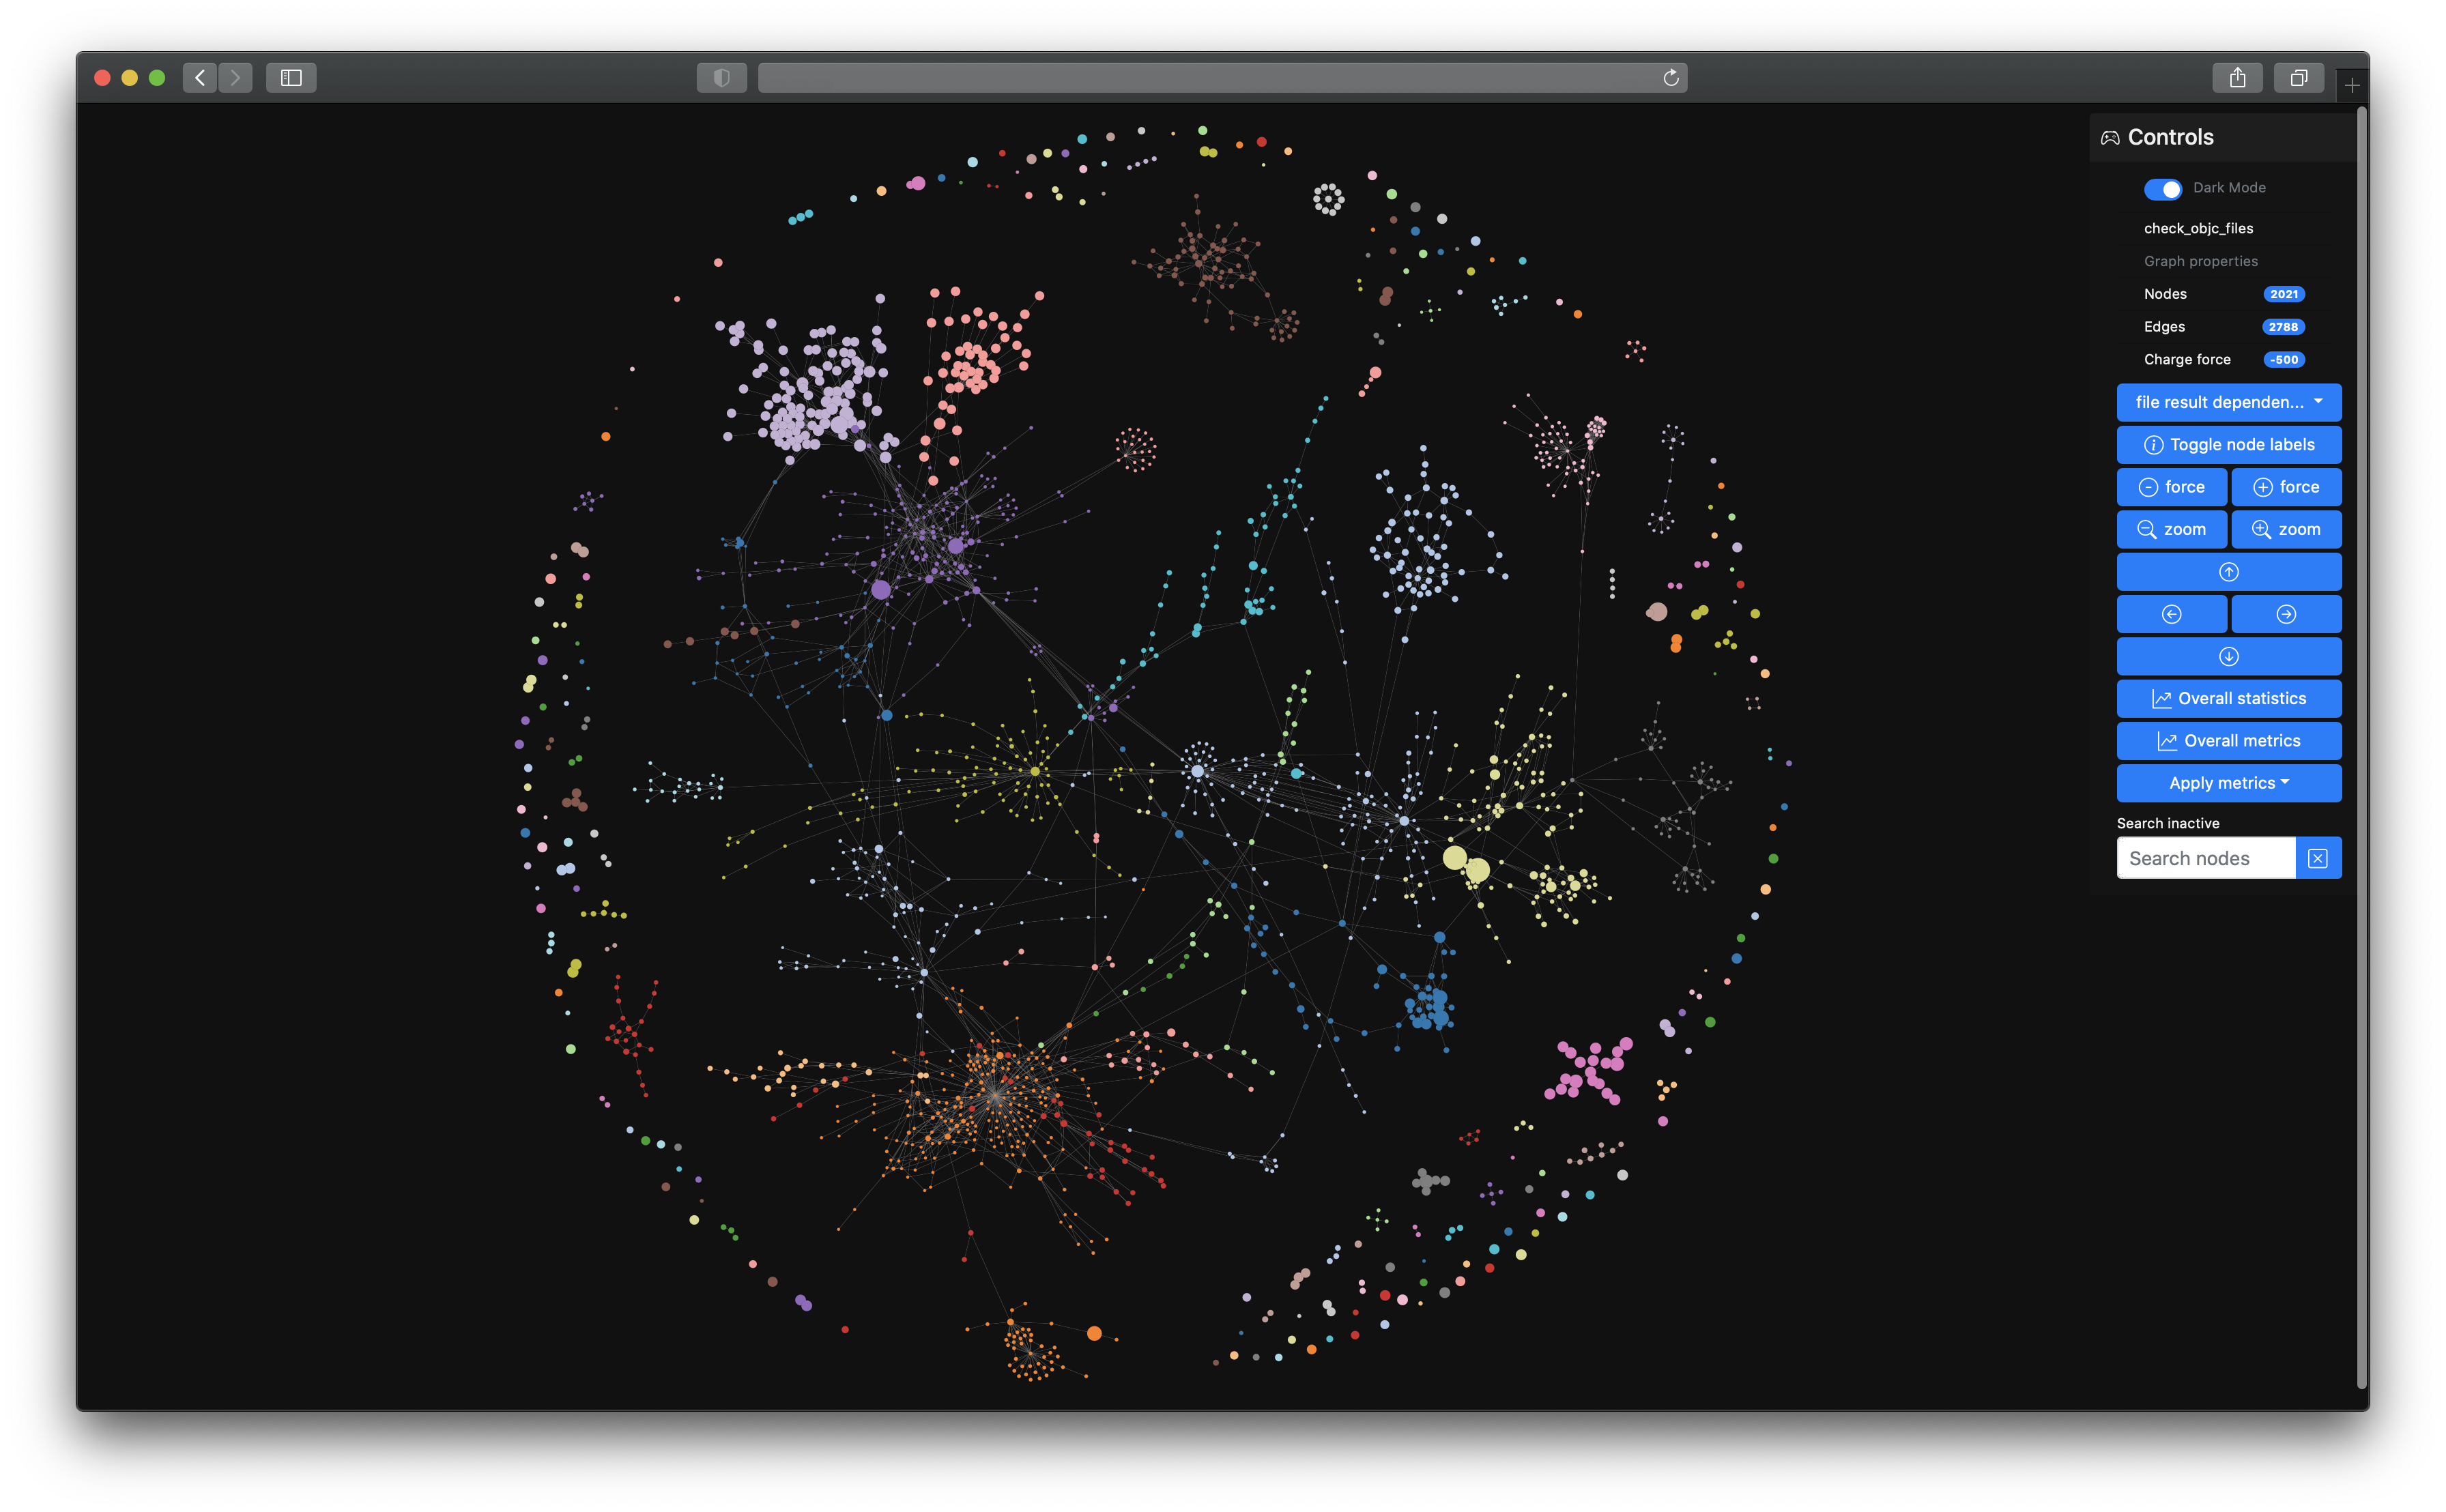 Controls
Dark Mode
check_objc_files
Graph properties
Nodes 2021
Edges 2788
Charge force -500
file result dependen...
Toggle node labels
force force
zoom zoom
Overall statistics
Overall metrics
Apply metrics
Search inactive
Search nodes